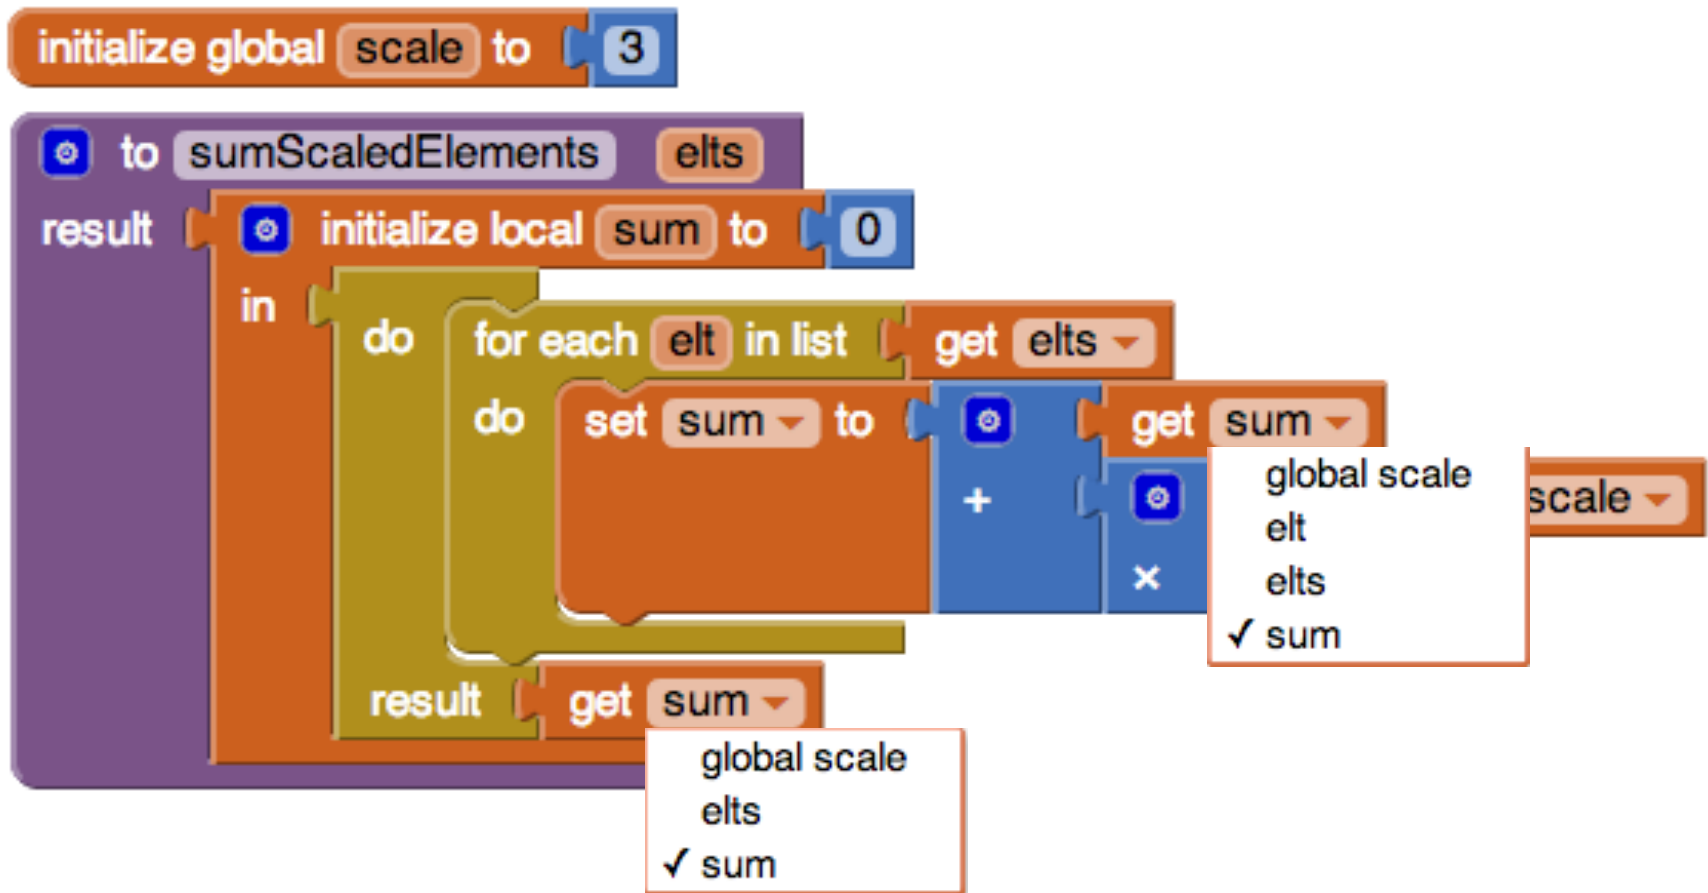 initialize global scale to 3
to sumScaledElements elts
result initialize local sum to 0
in
do for each elt in list get elts
do set sum to get sum
global scale
+ elt scale
elts
× ✓ sum
result get sum
global scale
elts
✓ sum